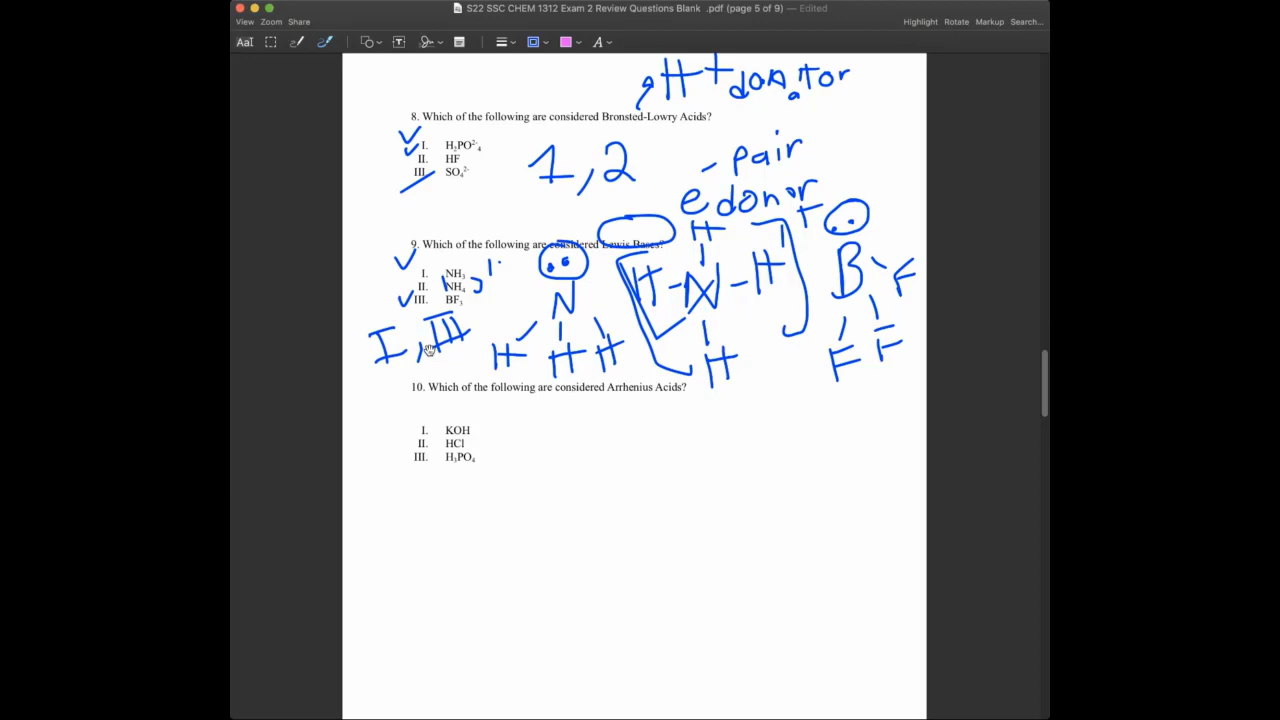 S22 SSC CHEM 1312 Exam 2 Review Questions Blank .pdf (page 5 of 9) — Edited
View Zoom Share Highlight Rotate Markup Search...
AaI T A
H+ donator
8. Which of the following are considered Bronsted-Lowry Acids?
I. H₂PO²⁻₄
II. HF
III. SO₄²⁻
1,2
e- pair
donor
9. Which of the following are considered Lewis Bases?
I. NH₃
II. NH₄
III. BF₃
I, III
N
H H H
H
H-N-H +
H
B F
F F
10. Which of the following are considered Arrhenius Acids?
I. KOH
II. HCl
III. H₃PO₄